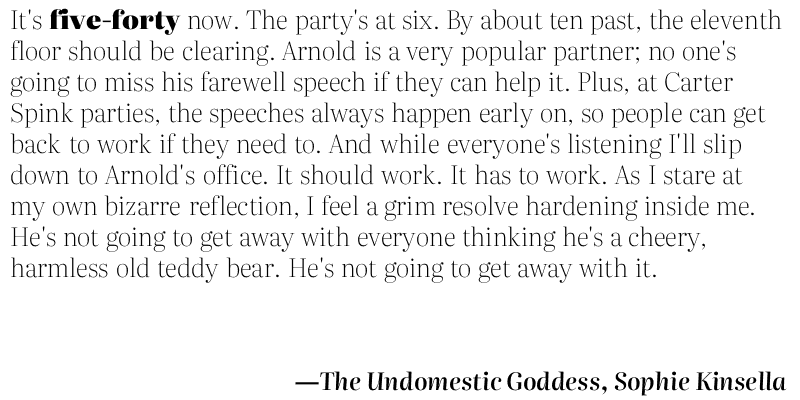 It's five-forty now. The party's at six. By about ten past, the eleventh
floor should be clearing. Arnold is a very popular partner; no one's
going to miss his farewell speech if they can help it. Plus, at Carter
Spink parties, the speeches always happen early on, so people can get
back to work if they need to. And while everyone's listening I'll slip
down to Arnold's office. It should work. It has to work. As I stare at
my own bizarre reflection, I feel a grim resolve hardening inside me.
He's not going to get away with everyone thinking he's a cheery,
harmless old teddy bear. He's not going to get away with it.
—The Undomestic Goddess, Sophie Kinsella